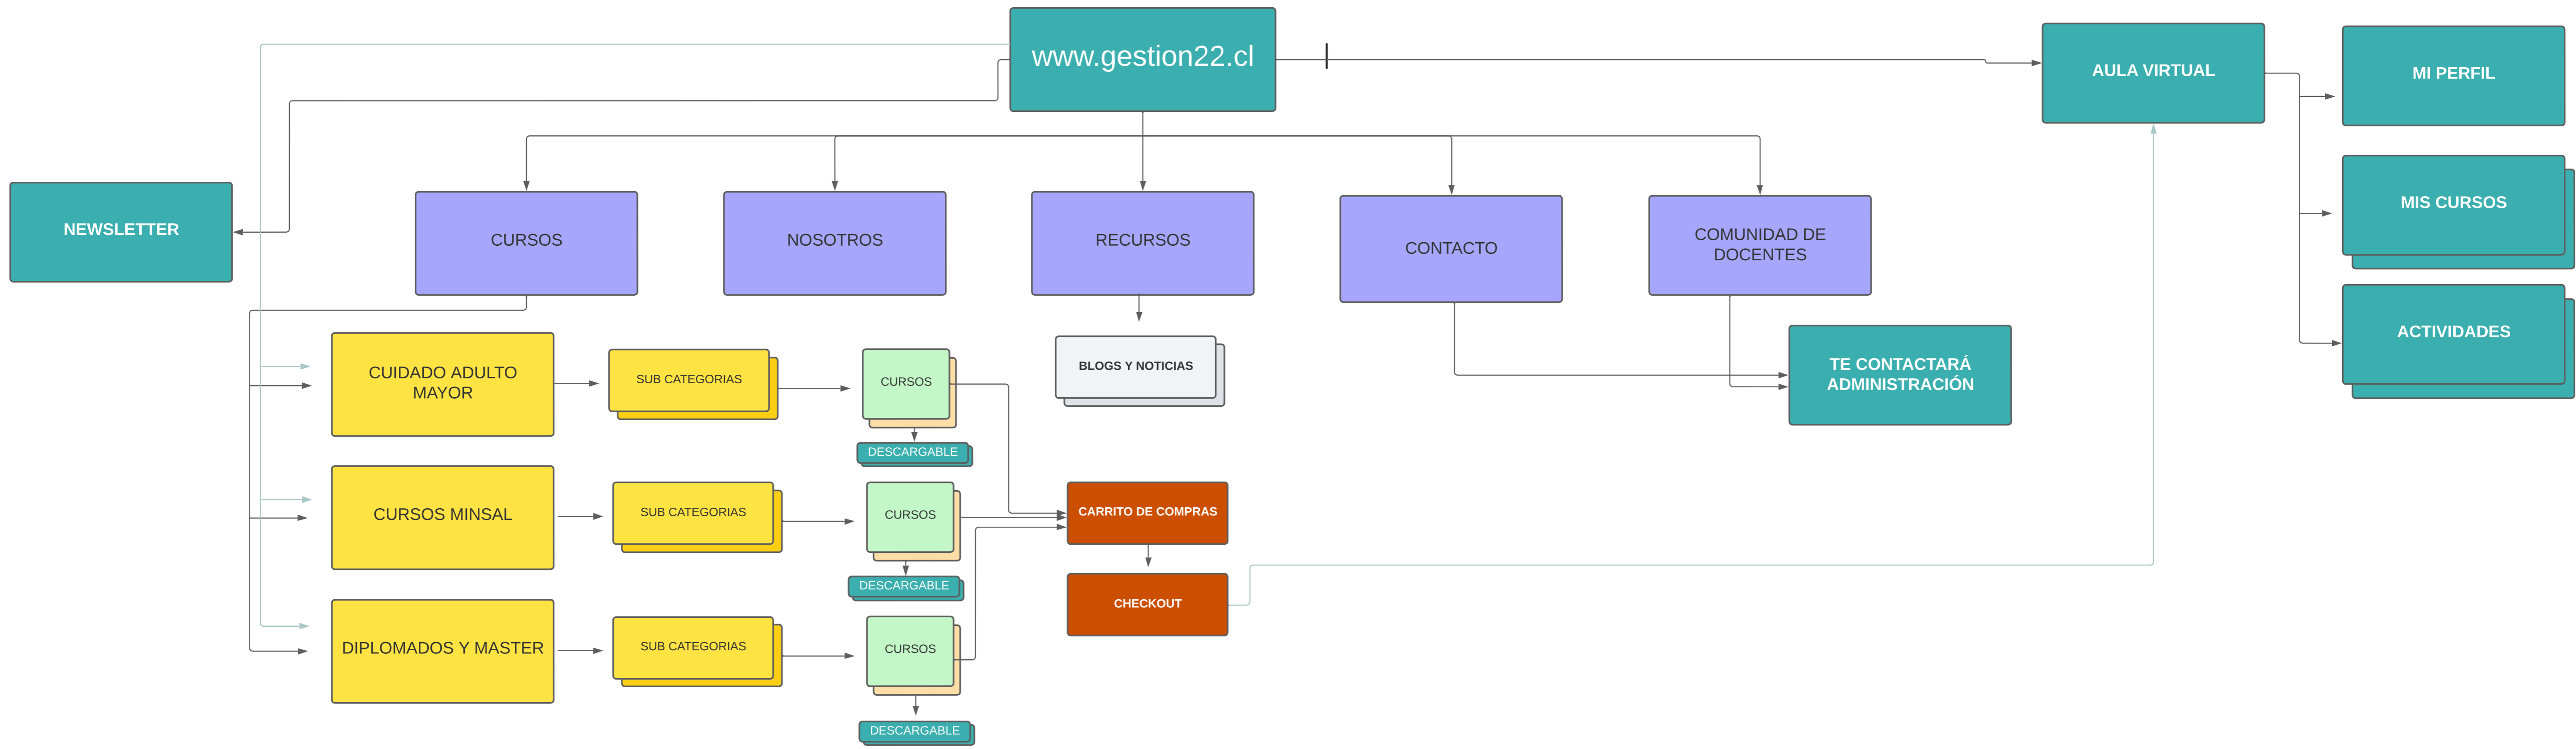 www.gestion22.cl
AULA VIRTUAL
MI PERFIL
MIS CURSOS
ACTIVIDADES
NEWSLETTER
CURSOS
NOSOTROS
RECURSOS
CONTACTO
COMUNIDAD DE
DOCENTES
TE CONTACTARÁ
ADMINISTRACIÓN
BLOGS Y NOTICIAS
CUIDADO ADULTO
MAYOR
SUB CATEGORIAS
CURSOS
DESCARGABLE
CURSOS MINSAL
SUB CATEGORIAS
CURSOS
DESCARGABLE
CARRITO DE COMPRAS
CHECKOUT
DIPLOMADOS Y MASTER
SUB CATEGORIAS
CURSOS
DESCARGABLE